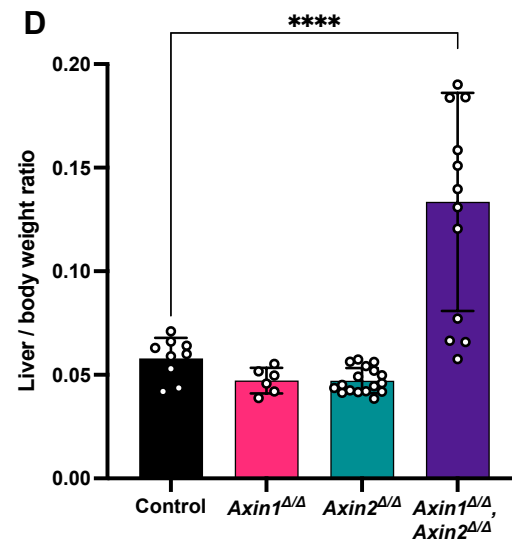 D
****
0.20
0.15
0.10
0.05
0.00
Liver / body weight ratio
Control
Axin1Δ/Δ
Axin2Δ/Δ
Axin1Δ/Δ,
Axin2Δ/Δ